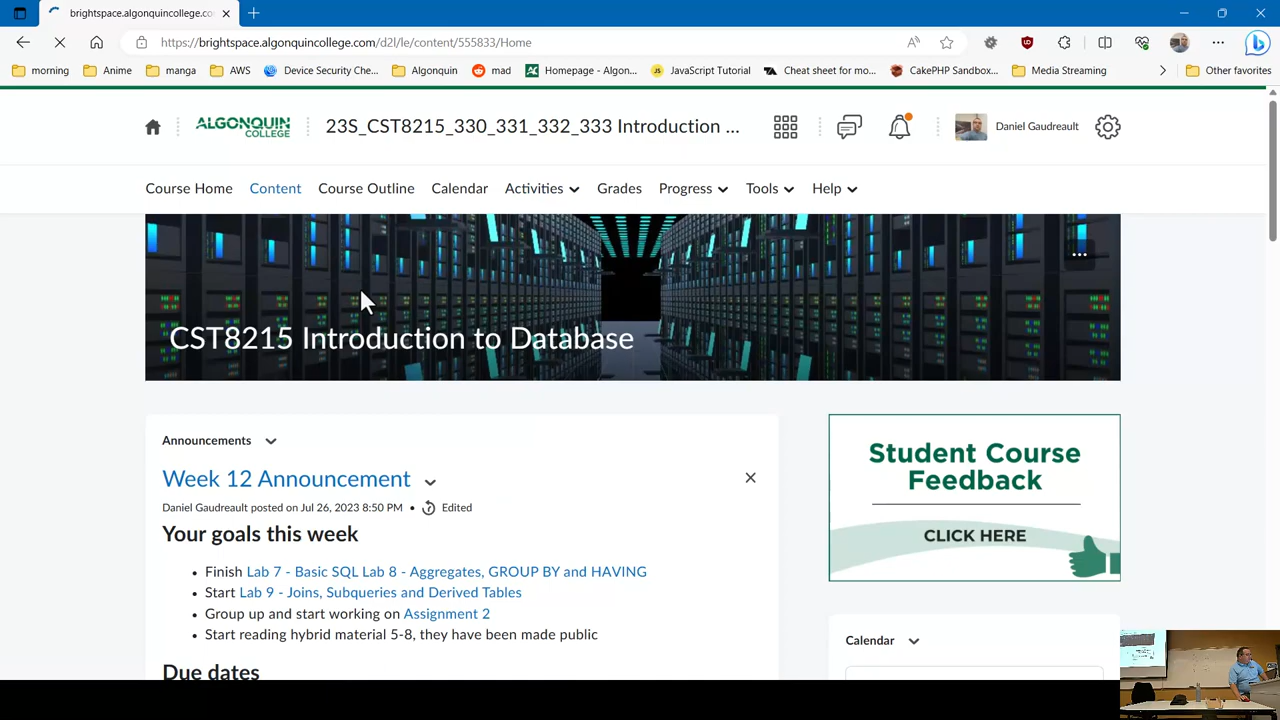 brightspace.algonquincollege.co
https://brightspace.algonquincollege.com/d2l/le/content/555833/Home
morning Anime manga AWS Device Security Che... Algonquin mad Homepage - Algon... JavaScript Tutorial Cheat sheet for mo... CakePHP Sandbox... Media Streaming Other favorites
ALGONQUIN COLLEGE 23S_CST8215_330_331_332_333 Introduction ... Daniel Gaudreault
Course Home Content Course Outline Calendar Activities Grades Progress Tools Help
CST8215 Introduction to Database
Announcements
Week 12 Announcement
Daniel Gaudreault posted on Jul 26, 2023 8:50 PM • Edited
Your goals this week
• Finish Lab 7 - Basic SQL Lab 8 - Aggregates, GROUP BY and HAVING
• Start Lab 9 - Joins, Subqueries and Derived Tables
• Group up and start working on Assignment 2
• Start reading hybrid material 5-8, they have been made public
Due dates
Student Course
Feedback
CLICK HERE
Calendar